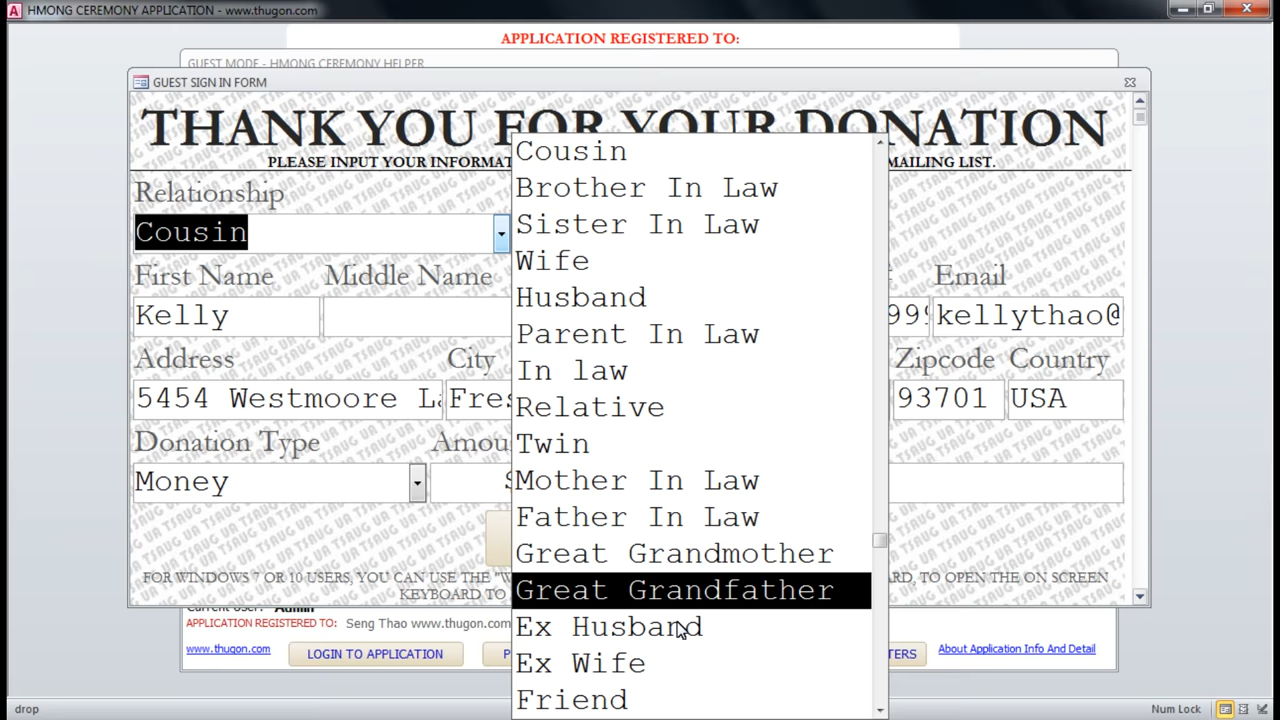 HMONG CEREMONY APPLICATION - www.thugon.com
APPLICATION REGISTERED TO:
GUEST MODE - HMONG CEREMONY HELPER
GUEST SIGN IN FORM
THANK YOU FOR YOUR DONATION
PLEASE INPUT YOUR MAILING LIST.
Relationship
Cousin
First Name Middle Name Email
Kelly kellythao@
Address City Zipcode Country
5454 Westmoore 93701 USA
Donation Type
Money
Cousin
Brother In Law
Sister In Law
Wife
Husband
Parent In Law
In law
Relative
Twin
Mother In Law
Father In Law
Great Grandmother
Great Grandfather
Ex Husband
Ex Wife
Friend
FOR WINDOWS 7 OR 10 USERS, YOU CAN USE THE TO OPEN THE ON SCREEN
KEYBOARD TO
Current User: Admin
APPLICATION REGISTERED TO: Seng Thao www.thugon.com
www.thugon.com LOGIN TO APPLICATION About Application Info And Detail
drop Num Lock